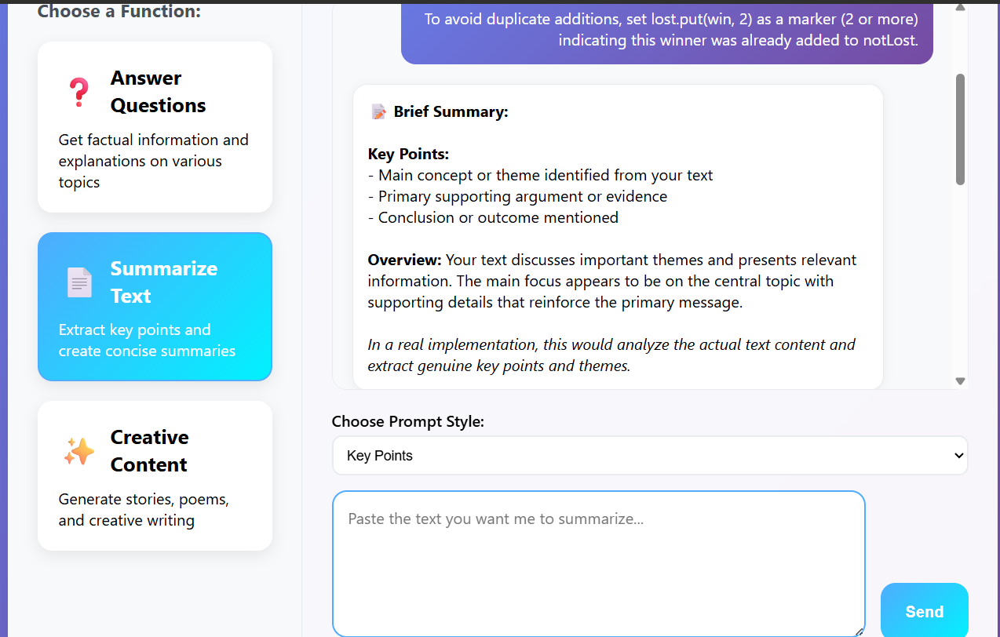 Choose a Function:
Answer
Questions
Get factual information and
explanations on various
topics
Summarize
Text
Extract key points and
create concise summaries
Creative
Content
Generate stories, poems,
and creative writing
To avoid duplicate additions, set lost.put(win, 2) as a marker (2 or more)
indicating this winner was already added to notLost.
Brief Summary:
Key Points:
- Main concept or theme identified from your text
- Primary supporting argument or evidence
- Conclusion or outcome mentioned
Overview: Your text discusses important themes and presents relevant
information. The main focus appears to be on the central topic with
supporting details that reinforce the primary message.
In a real implementation, this would analyze the actual text content and
extract genuine key points and themes.
Choose Prompt Style:
Key Points
Paste the text you want me to summarize...
Send